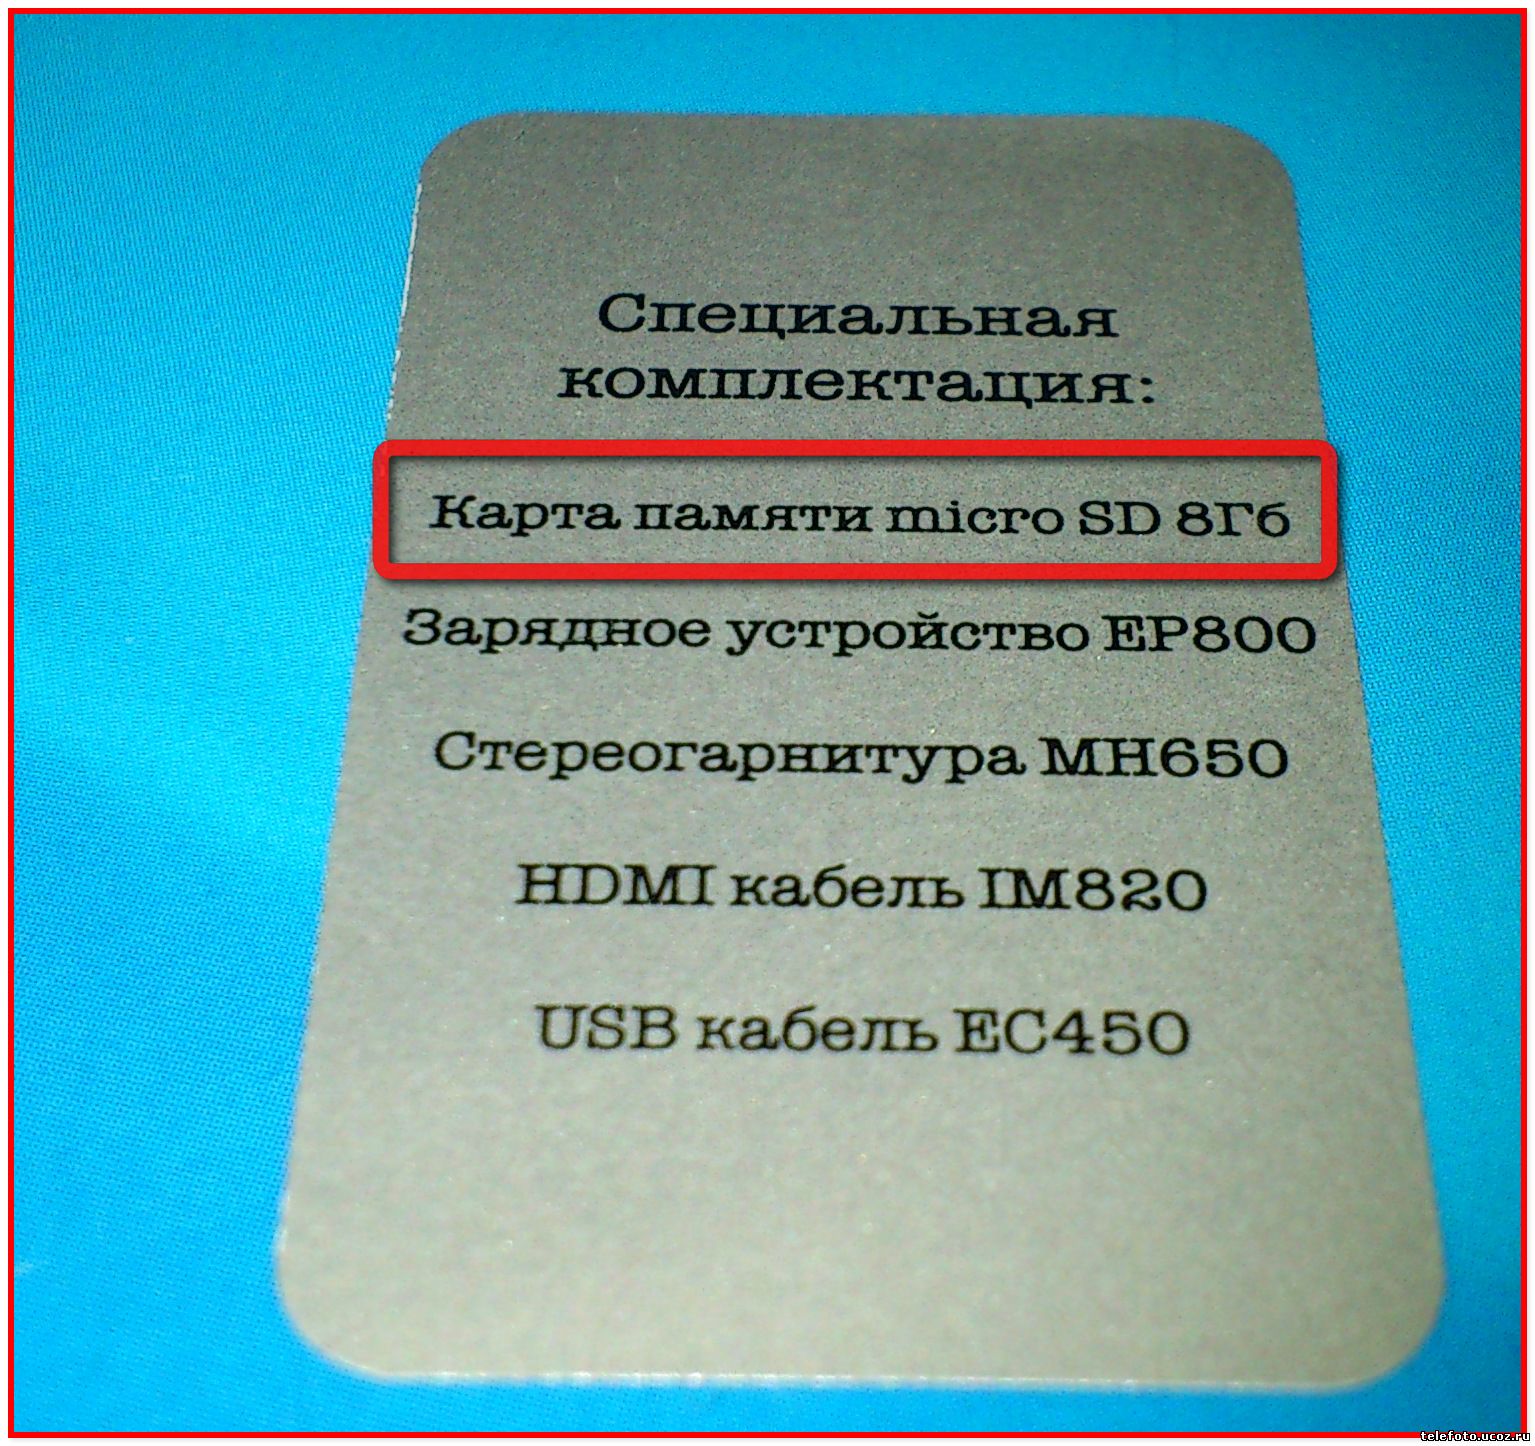 Специальная
комплектация:
Карта памяти micro SD 8Гб
Зарядное устройство EP800
Стереогарнитура MH650
HDMI кабель IM820
USB кабель EC450
telefoto.ucoz.ru